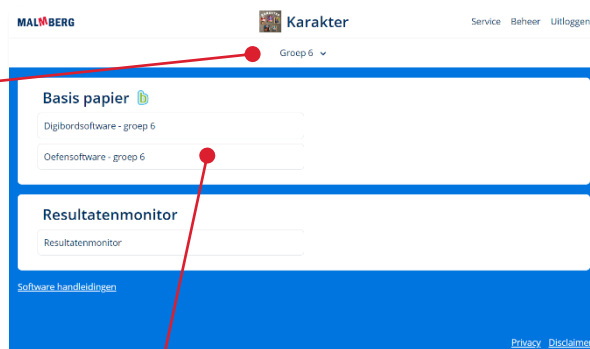 MALMBERG
Karakter
Service Beheer Uitloggen
Groep 6
Basis papier b
Digibordsoftware - groep 6
Oefensoftware - groep 6
Resultatenmonitor
Resultatenmonitor
Software handleidingen
Privacy Disclaimer